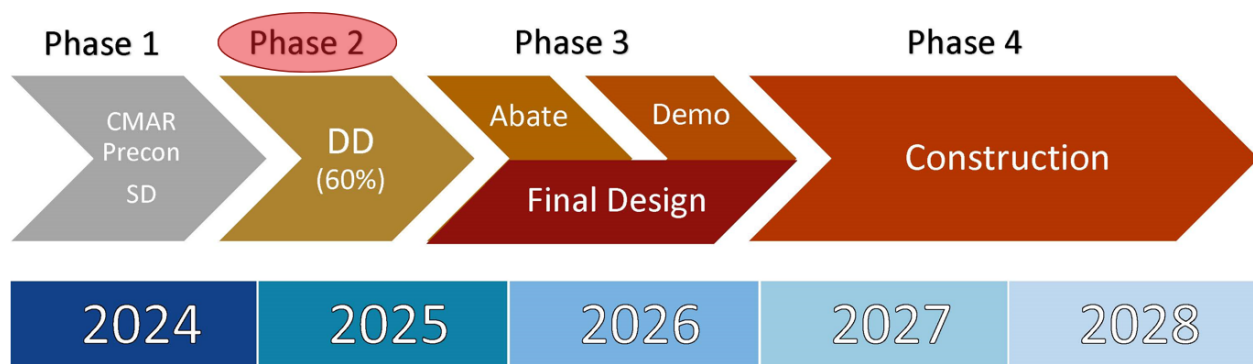 Phase 1
Phase 2
Phase 3
Phase 4
CMAR
Precon
SD
DD
(60%)
Abate
Demo
Final Design
Construction
2024
2025
2026
2027
2028